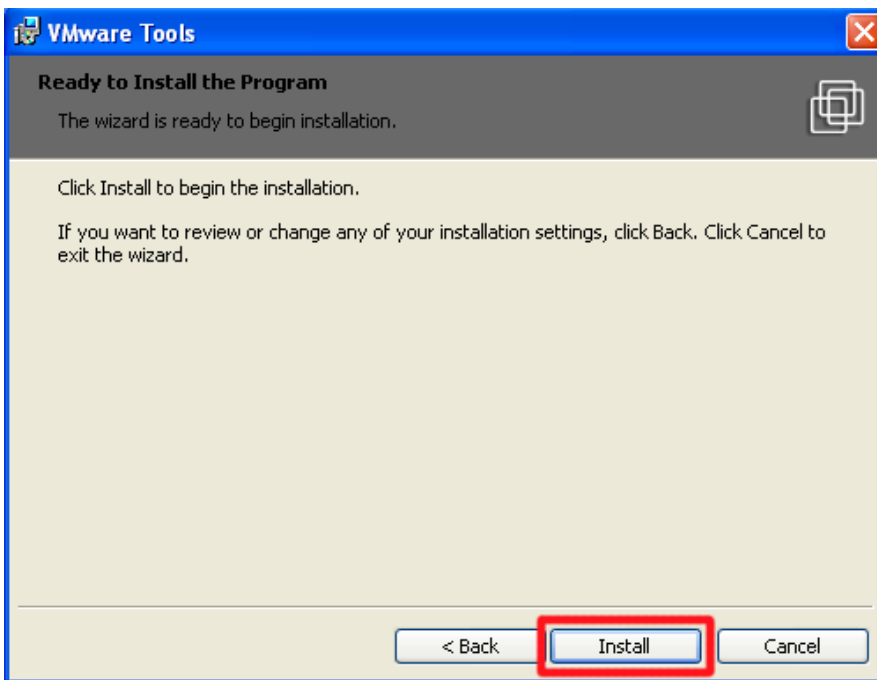 VMware Tools
Ready to Install the Program
The wizard is ready to begin installation.
Click Install to begin the installation.
If you want to review or change any of your installation settings, click Back. Click Cancel to
exit the wizard.
< Back
Install
Cancel